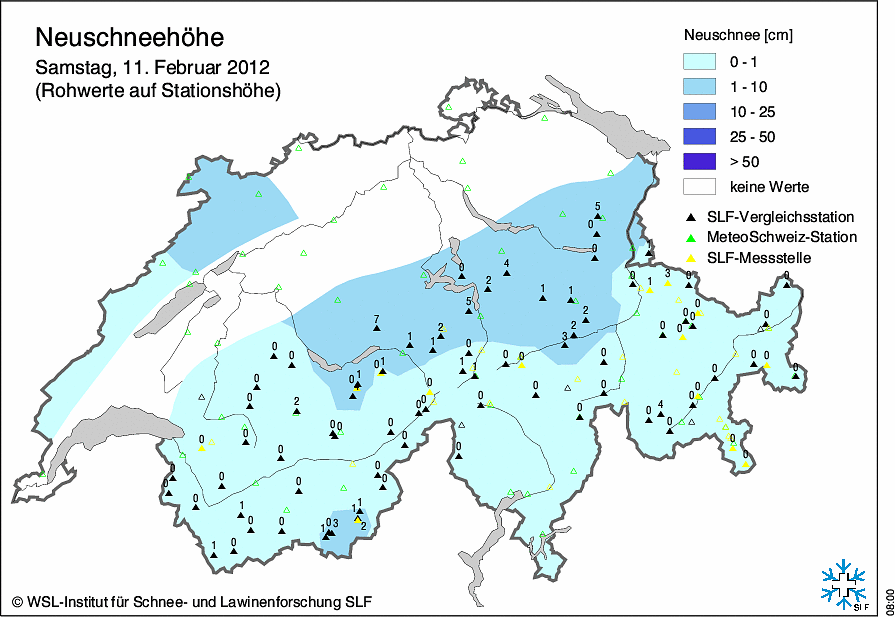 Neuschneehöhe
Samstag, 11. Februar 2012
(Rohwerte auf Stationshöhe)
Neuschnee [cm]
0 - 1
1 - 10
10 - 25
25 - 50
> 50
keine Werte
SLF-Vergleichsstation
MeteoSchweiz-Station
SLF-Messstelle
5
0
0
1
0 4
2
0 1 3 0
0
1 1
5
2
0 0 0
0
7
2
1 1
3 2
0 0
0
0
0 1 0 1
1 0
0 0
0
0 0
0
0
0
2
0
0 0
0
0
0
4
0 0
0
0
0
0
0 0
0
0
0
0
0
0
0
0
0
0
0
0
1
1 1
0 0 0
1 0 3 2
1 0
© WSL-Institut für Schnee- und Lawinenforschung SLF
SLF
08:00